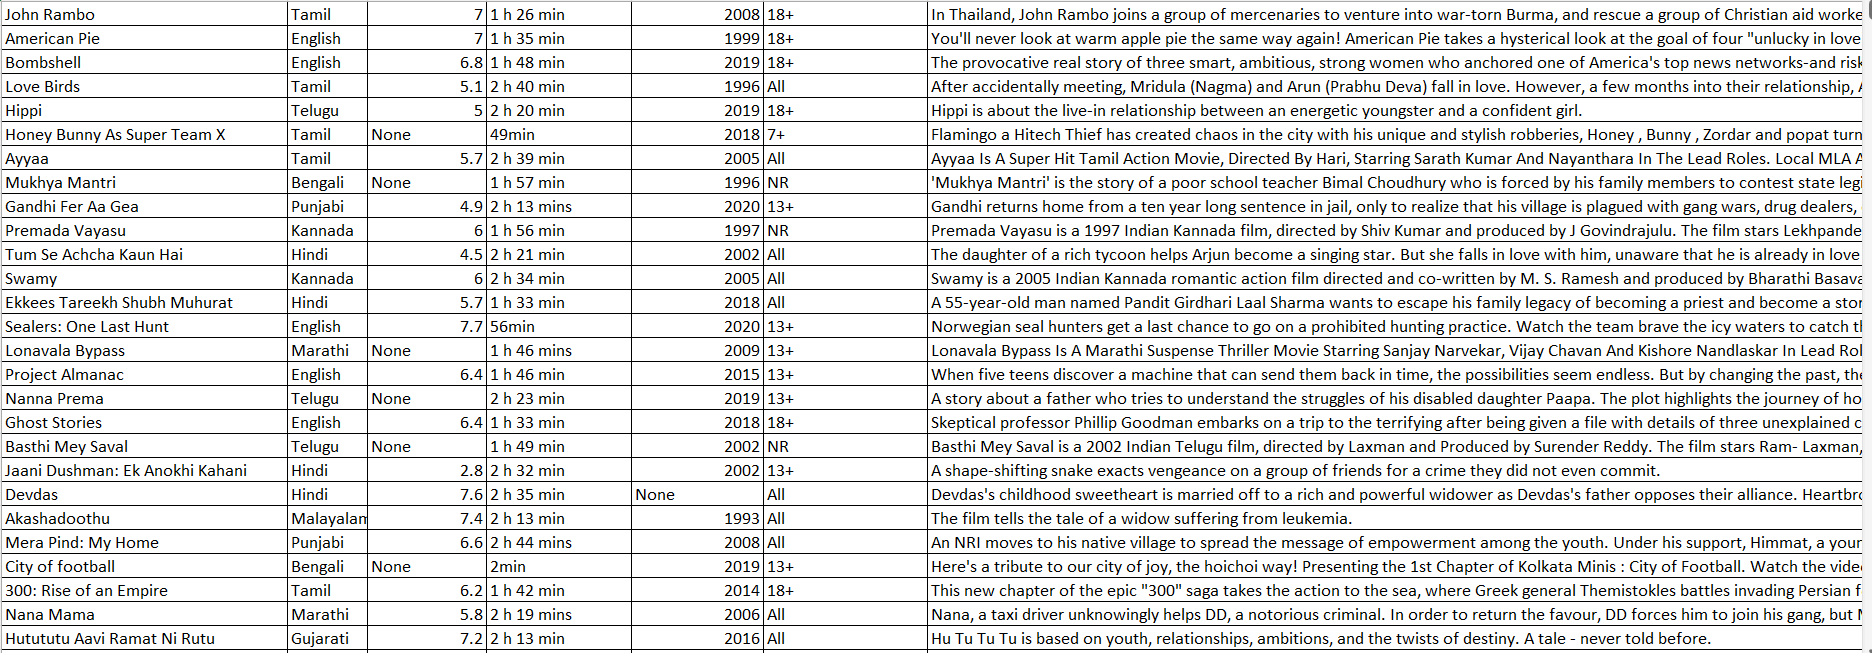 John Rambo Tamil 7 1 h 26 min 2008 18+ In Thailand, John Rambo joins a group of mercenaries to venture into war-torn Burma, and rescue a group of Christian aid worke
American Pie English 7 1 h 35 min 1999 18+ You'll never look at warm apple pie the same way again! American Pie takes a hysterical look at the goal of four "unlucky in love
Bombshell English 6.8 1 h 48 min 2019 18+ The provocative real story of three smart, ambitious, strong women who anchored one of America's top news networks-and risk
Love Birds Tamil 5.1 2 h 40 min 1996 All After accidentally meeting, Mridula (Nagma) and Arun (Prabhu Deva) fall in love. However, a few months into their relationship, A
Hippi Telugu 5 2 h 20 min 2019 18+ Hippi is about the live-in relationship between an energetic youngster and a confident girl.
Honey Bunny As Super Team X Tamil None 49min 2018 7+ Flamingo a Hitech Thief has created chaos in the city with his unique and stylish robberies, Honey , Bunny , Zordar and popat turn
Ayyaa Tamil 5.7 2 h 39 min 2005 All Ayyaa Is A Super Hit Tamil Action Movie, Directed By Hari, Starring Sarath Kumar And Nayanthara In The Lead Roles. Local MLA A
Mukhya Mantri Bengali None 1 h 57 min 1996 NR 'Mukhya Mantri' is the story of a poor school teacher Bimal Choudhury who is forced by his family members to contest state legi
Gandhi Fer Aa Gea Punjabi 4.9 2 h 13 mins 2020 13+ Gandhi returns home from a ten year long sentence in jail, only to realize that his village is plagued with gang wars, drug dealers,
Premada Vayasu Kannada 6 1 h 56 min 1997 NR Premada Vayasu is a 1997 Indian Kannada film, directed by Shiv Kumar and produced by J Govindrajulu. The film stars Lekhpande
Tum Se Achcha Kaun Hai Hindi 4.5 2 h 21 min 2002 All The daughter of a rich tycoon helps Arjun become a singing star. But she falls in love with him, unaware that he is already in love
Swamy Kannada 6 2 h 34 min 2005 All Swamy is a 2005 Indian Kannada romantic action film directed and co-written by M. S. Ramesh and produced by Bharathi Basava
Ekkees Tareekh Shubh Muhurat Hindi 5.7 1 h 33 min 2018 All A 55-year-old man named Pandit Girdhari Laal Sharma wants to escape his family legacy of becoming a priest and become a stor
Sealers: One Last Hunt English 7.7 56min 2020 13+ Norwegian seal hunters get a last chance to go on a prohibited hunting practice. Watch the team brave the icy waters to catch tl
Lonavala Bypass Marathi None 1 h 46 mins 2009 13+ Lonavala Bypass Is A Marathi Suspense Thriller Movie Starring Sanjay Narvekar, Vijay Chavan And Kishore Nandlaskar In Lead Rol
Project Almanac English 6.4 1 h 46 min 2015 13+ When five teens discover a machine that can send them back in time, the possibilities seem endless. But by changing the past, the
Nanna Prema Telugu None 2 h 23 min 2019 13+ A story about a father who tries to understand the struggles of his disabled daughter Paapa. The plot highlights the journey of ho
Ghost Stories English 6.4 1 h 33 min 2018 18+ Skeptical professor Phillip Goodman embarks on a trip to the terrifying after being given a file with details of three unexplained c
Basthi Mey Saval Telugu None 1 h 49 min 2002 NR Basthi Mey Saval is a 2002 Indian Telugu film, directed by Laxman and Produced by Surender Reddy. The film stars Ram- Laxman,
Jaani Dushman: Ek Anokhi Kahani Hindi 2.8 2 h 32 min 2002 13+ A shape-shifting snake exacts vengeance on a group of friends for a crime they did not even commit.
Devdas Hindi 7.6 2 h 35 min None All Devdas's childhood sweetheart is married off to a rich and powerful widower as Devdas's father opposes their alliance. Heartbro
Akashadoothu Malayalam 7.4 2 h 13 min 1993 All The film tells the tale of a widow suffering from leukemia.
Mera Pind: My Home Punjabi 6.6 2 h 44 mins 2008 All An NRI moves to his native village to spread the message of empowerment among the youth. Under his support, Himmat, a your
City of football Bengali None 2min 2019 13+ Here's a tribute to our city of joy, the hoichoi way! Presenting the 1st Chapter of Kolkata Minis : City of Football. Watch the vide
300: Rise of an Empire Tamil 6.2 1 h 42 min 2014 18+ This new chapter of the epic "300" saga takes the action to the sea, where Greek general Themistokles battles invading Persian f
Nana Mama Marathi 5.8 2 h 19 mins 2006 All Nana, a taxi driver unknowingly helps DD, a notorious criminal. In order to return the favour, DD forces him to join his gang, but
Hutututu Aavi Ramat Ni Rutu Gujarati 7.2 2 h 13 min 2016 All Hu Tu Tu Tu is based on youth, relationships, ambitions, and the twists of destiny. A tale - never told before.